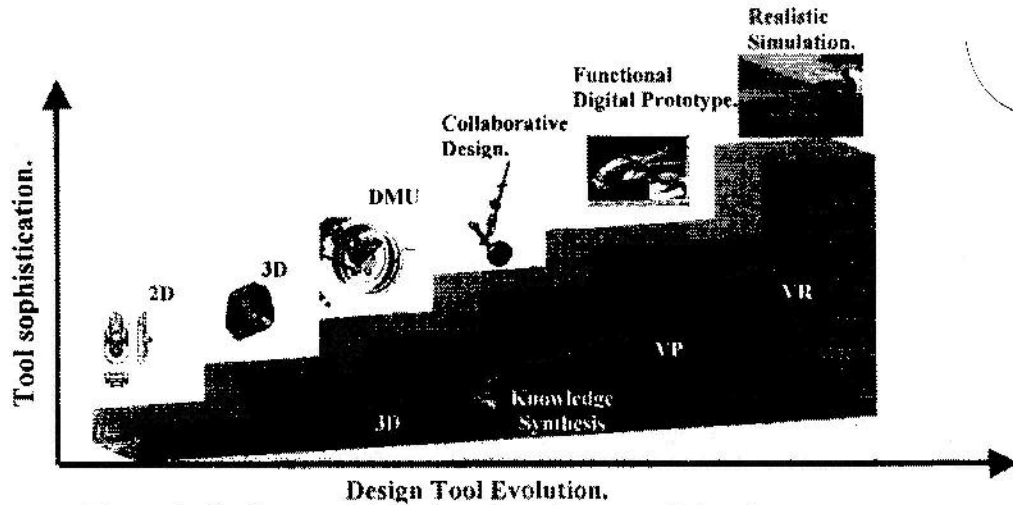 Realistic
Simulation.
Functional
Digital Prototype.
Collaborative
Design.
DMU
3D
2D
VR
VP
Knowledge
Synthesis
3D
Tool sophistication.
Design Tool Evolution.